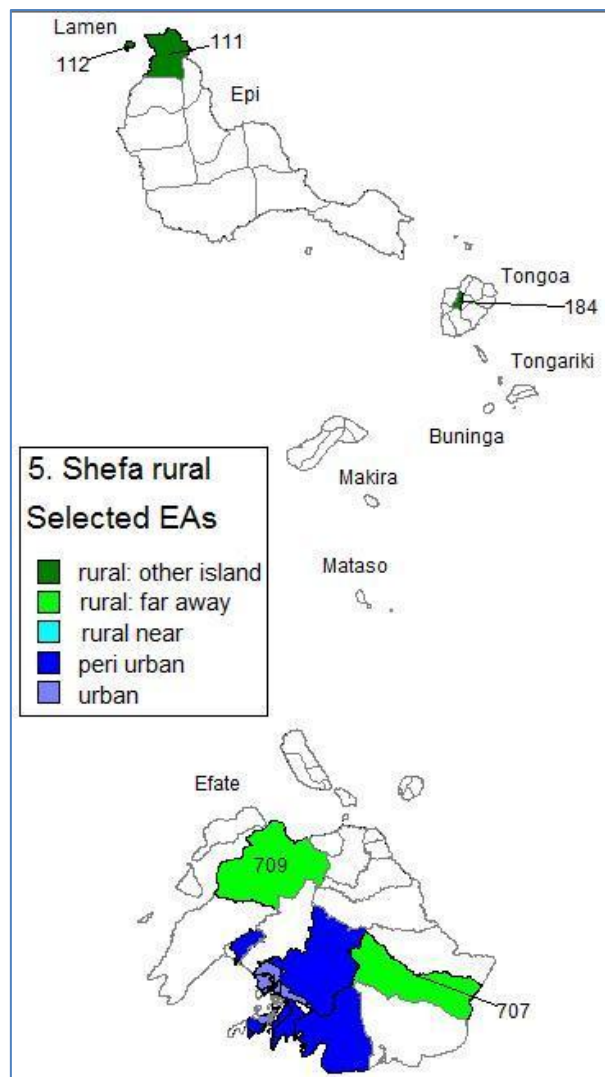 Lamen
111
112
Epi
Tongoa
184
Tongariki
Buninga
Makira
Mataso
5. Shefa rural
Selected EAs
rural: other island
rural: far away
rural near
peri urban
urban
Efate
709
707